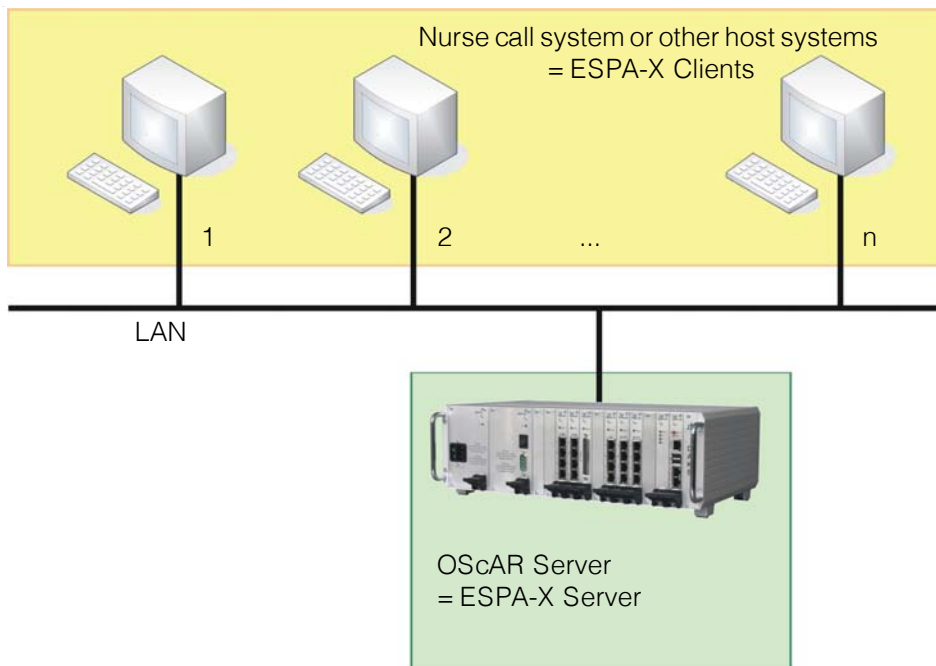 Nurse call system or other host systems
= ESPA-X Clients
1
2
...
n
LAN
OScAR Server
= ESPA-X Server